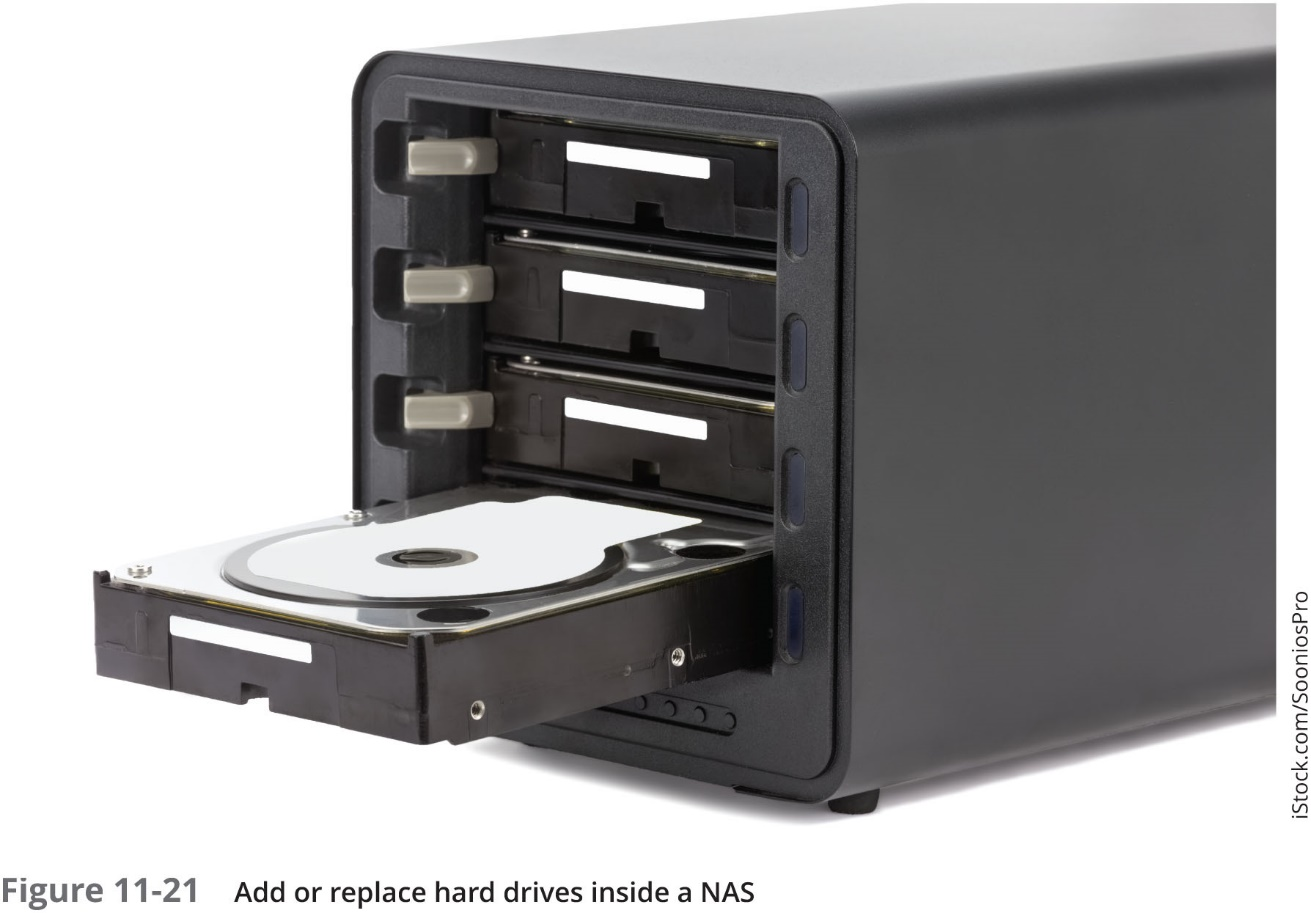 iStock.com/SooniosPro
Figure 11-21 Add or replace hard drives inside a NAS